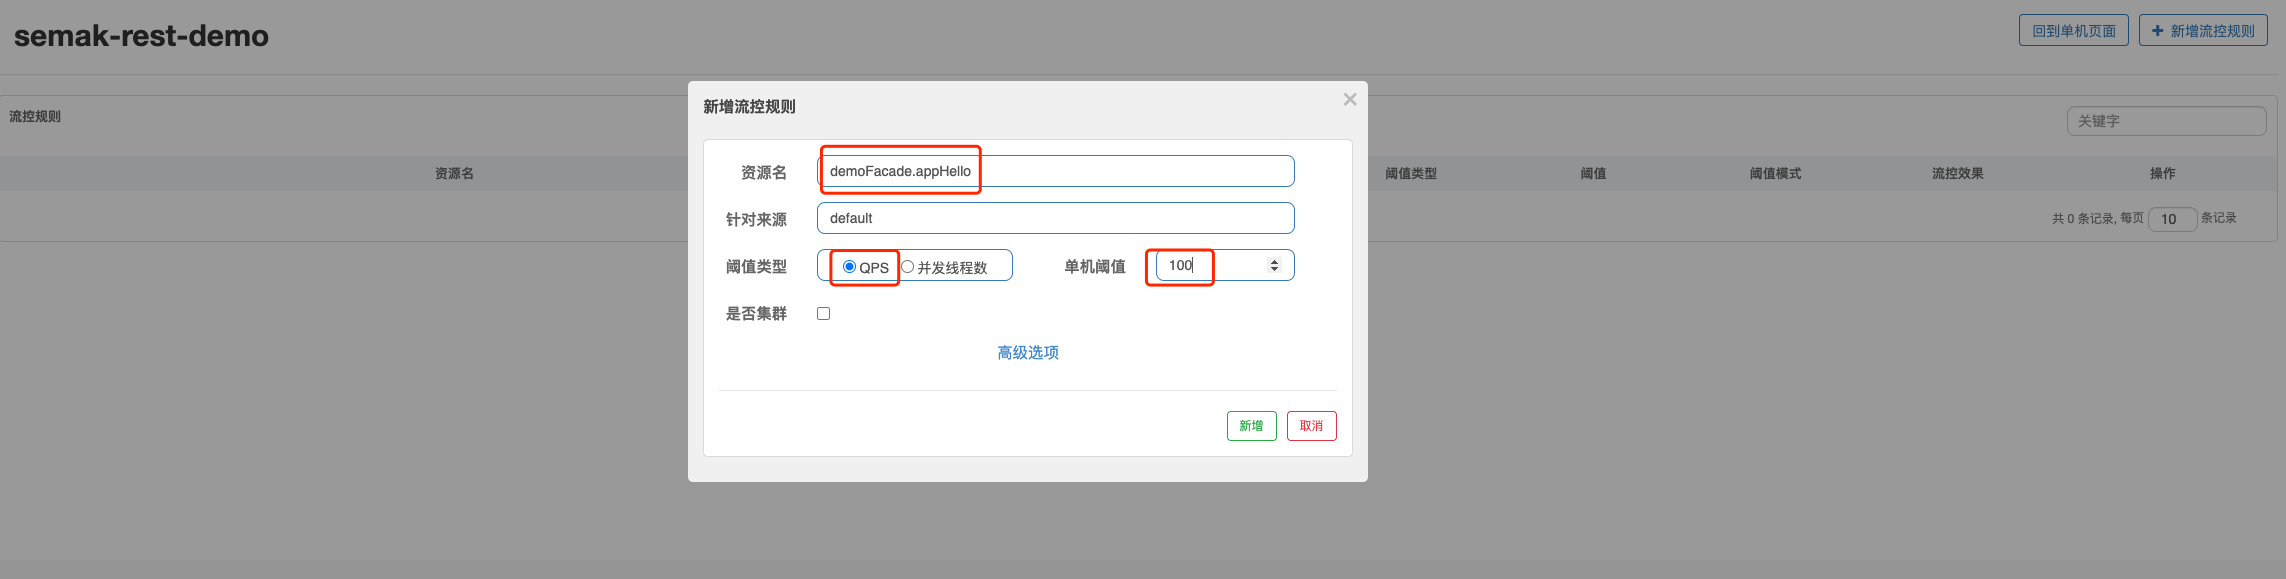 semak-rest-demo
回到单机页面
新增流控规则
流控规则
关键字
资源名
阈值类型
阈值
阈值模式
流控效果
操作
共 0 条记录, 每页 10 条记录
新增流控规则
资源名 demoFacade.appHello
针对来源 default
阈值类型 QPS 并发线程数 单机阈值 100
是否集群
高级选项
新增 取消